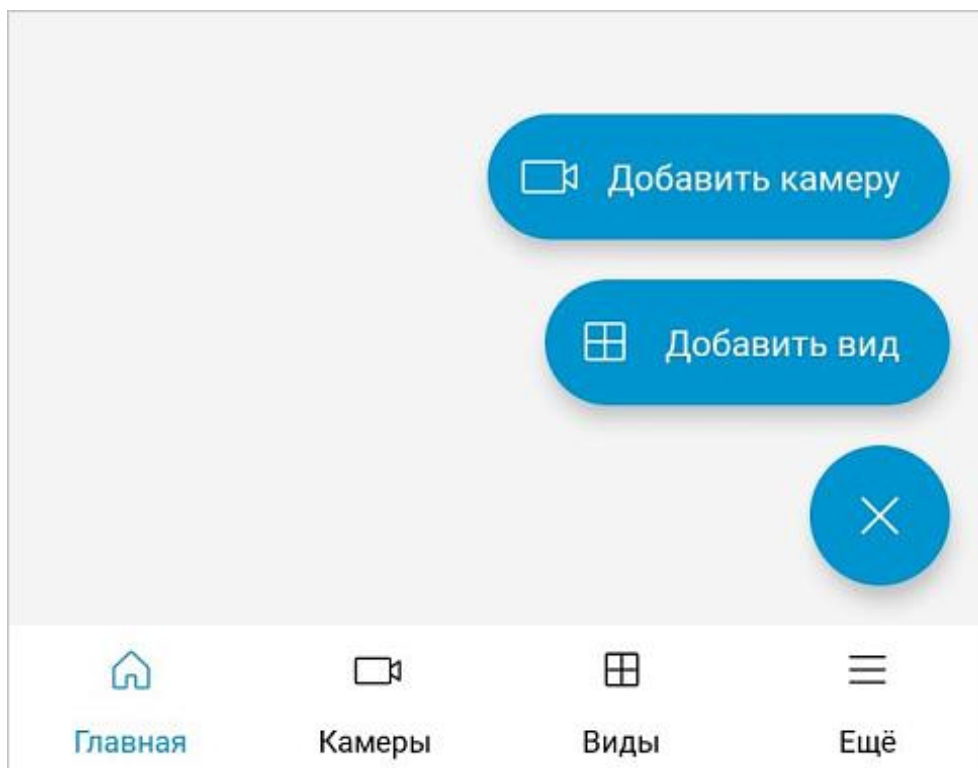 Добавить камеру
Добавить вид
Главная
Камеры
Виды
Ещё